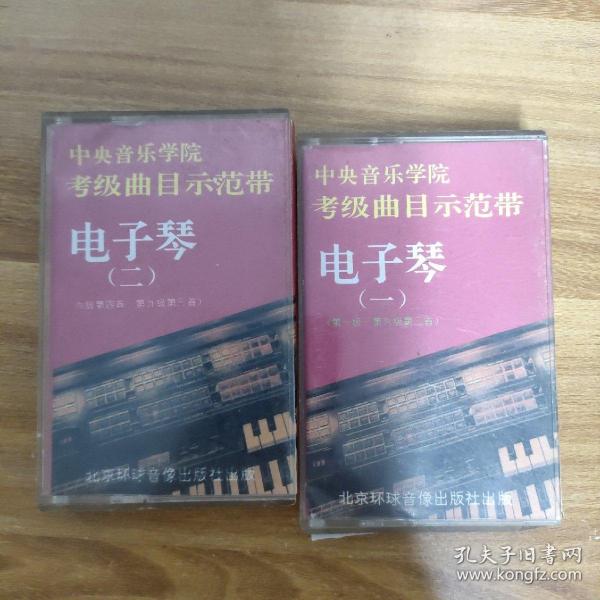 中央音乐学院
考级曲目示范带
电子琴
（二）
北京环球音像出版社出版
中央音乐学院
考级曲目示范带
电子琴
（一）
北京环球音像出版社出版
孔夫子旧书网
www.kongfz.com